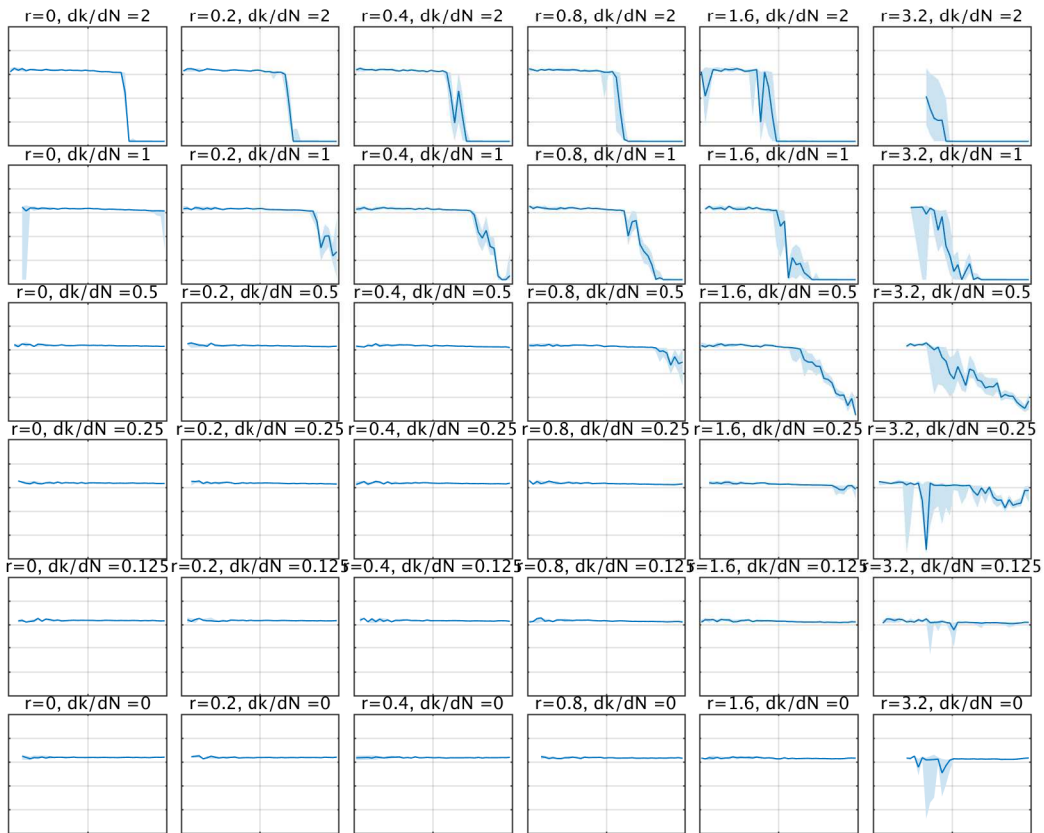 r=0, dk/dN =2 r=0.2, dk/dN =2 r=0.4, dk/dN =2 r=0.8, dk/dN =2 r=1.6, dk/dN =2 r=3.2, dk/dN =2
r=0, dk/dN =1 r=0.2, dk/dN =1 r=0.4, dk/dN =1 r=0.8, dk/dN =1 r=1.6, dk/dN =1 r=3.2, dk/dN =1
r=0, dk/dN =0.5 r=0.2, dk/dN =0.5 r=0.4, dk/dN =0.5 r=0.8, dk/dN =0.5 r=1.6, dk/dN =0.5 r=3.2, dk/dN =0.5
r=0, dk/dN =0.25 r=0.2, dk/dN =0.25 r=0.4, dk/dN =0.25 r=0.8, dk/dN =0.25 r=1.6, dk/dN =0.25 r=3.2, dk/dN =0.25
r=0, dk/dN =0.125 r=0.2, dk/dN =0.125 r=0.4, dk/dN =0.125 r=0.8, dk/dN =0.125 r=1.6, dk/dN =0.125 r=3.2, dk/dN =0.125
r=0, dk/dN =0 r=0.2, dk/dN =0 r=0.4, dk/dN =0 r=0.8, dk/dN =0 r=1.6, dk/dN =0 r=3.2, dk/dN =0